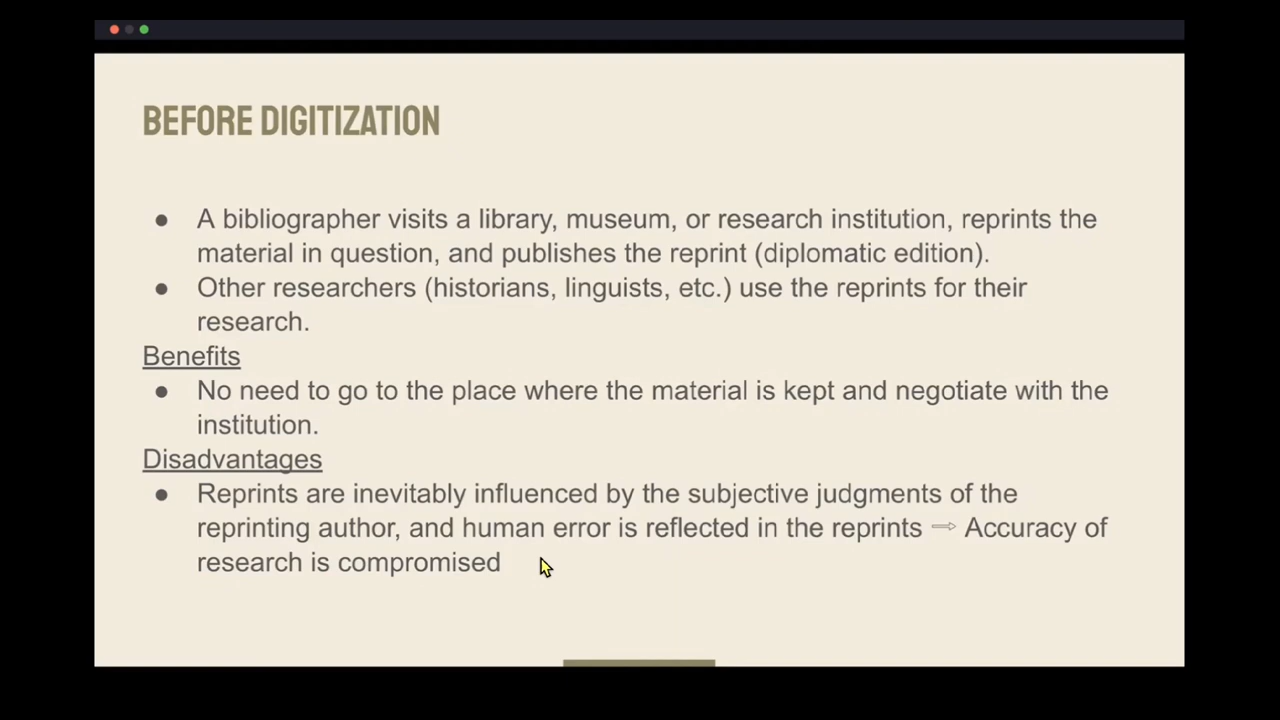 BEFORE DIGITIZATION
● A bibliographer visits a library, museum, or research institution, reprints the
material in question, and publishes the reprint (diplomatic edition).
● Other researchers (historians, linguists, etc.) use the reprints for their
research.
Benefits
● No need to go to the place where the material is kept and negotiate with the
institution.
Disadvantages
● Reprints are inevitably influenced by the subjective judgments of the
reprinting author, and human error is reflected in the reprints ⇨ Accuracy of
research is compromised